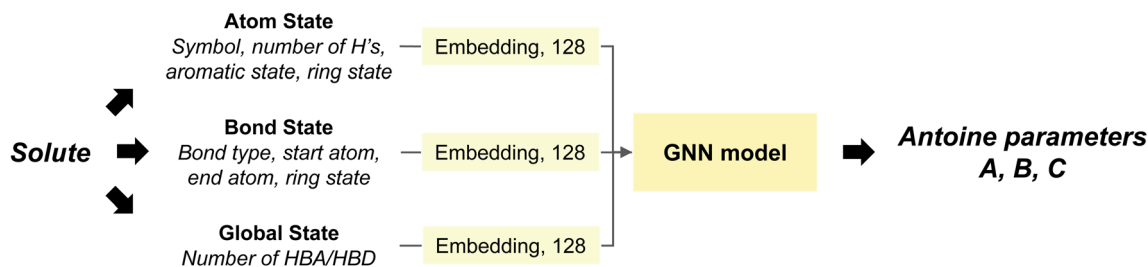 Solute
Atom State
Symbol, number of H's,
aromatic state, ring state
Embedding, 128
Bond State
Bond type, start atom,
end atom, ring state
Embedding, 128
Global State
Number of HBA/HBD
Embedding, 128
GNN model
Antoine parameters
A, B, C